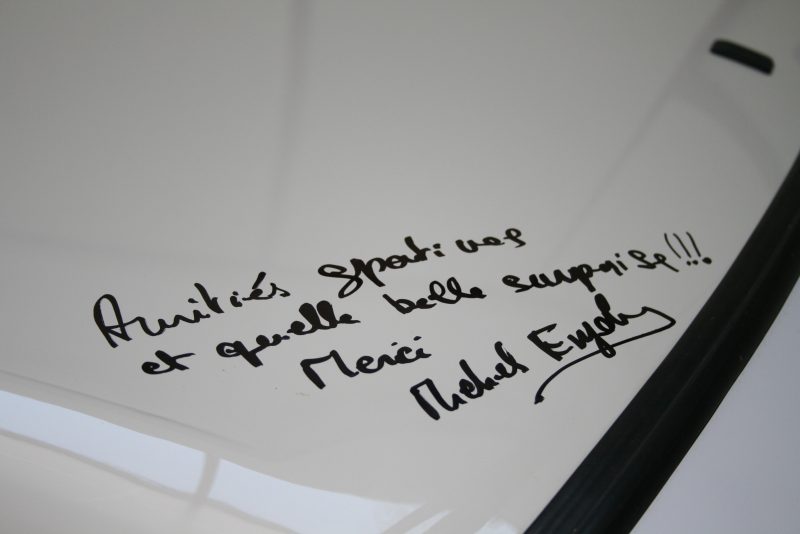 Amitiés sportives
et quelle belle surprise !!!
Merci
Michel